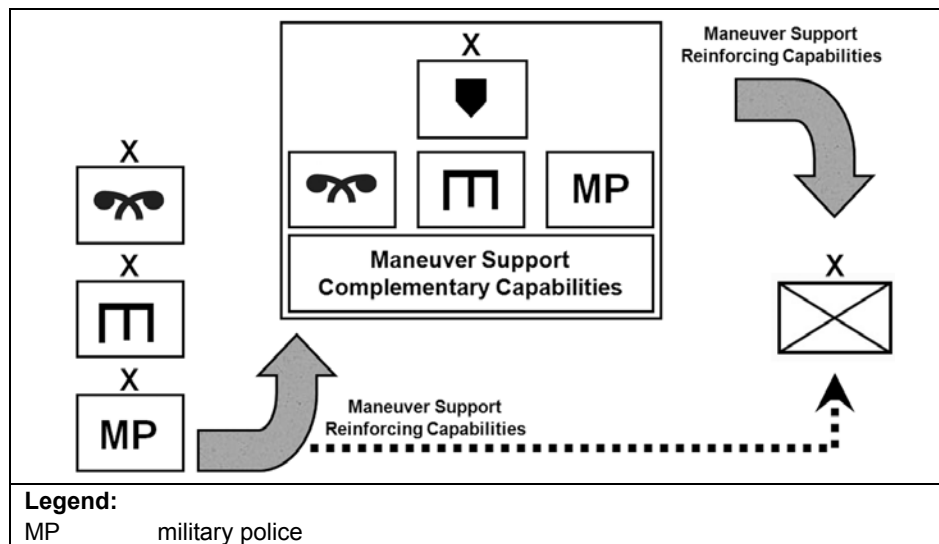 X
Maneuver Support
Reinforcing Capabilities
X
X
MP
Maneuver Support
Complementary Capabilities
X
X
MP
Maneuver Support
Reinforcing Capabilities
Legend:
MP military police